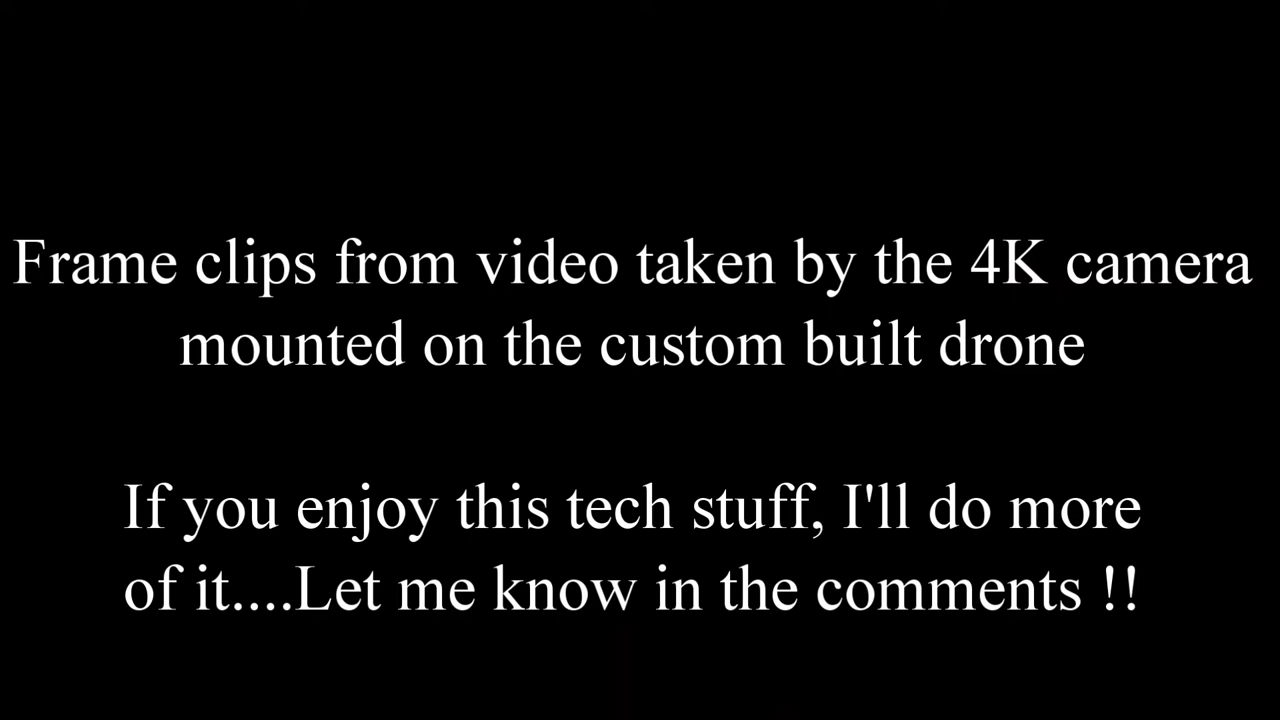 Frame clips from video taken by the 4K camera
mounted on the custom built drone
If you enjoy this tech stuff, I'll do more
of it....Let me know in the comments !!